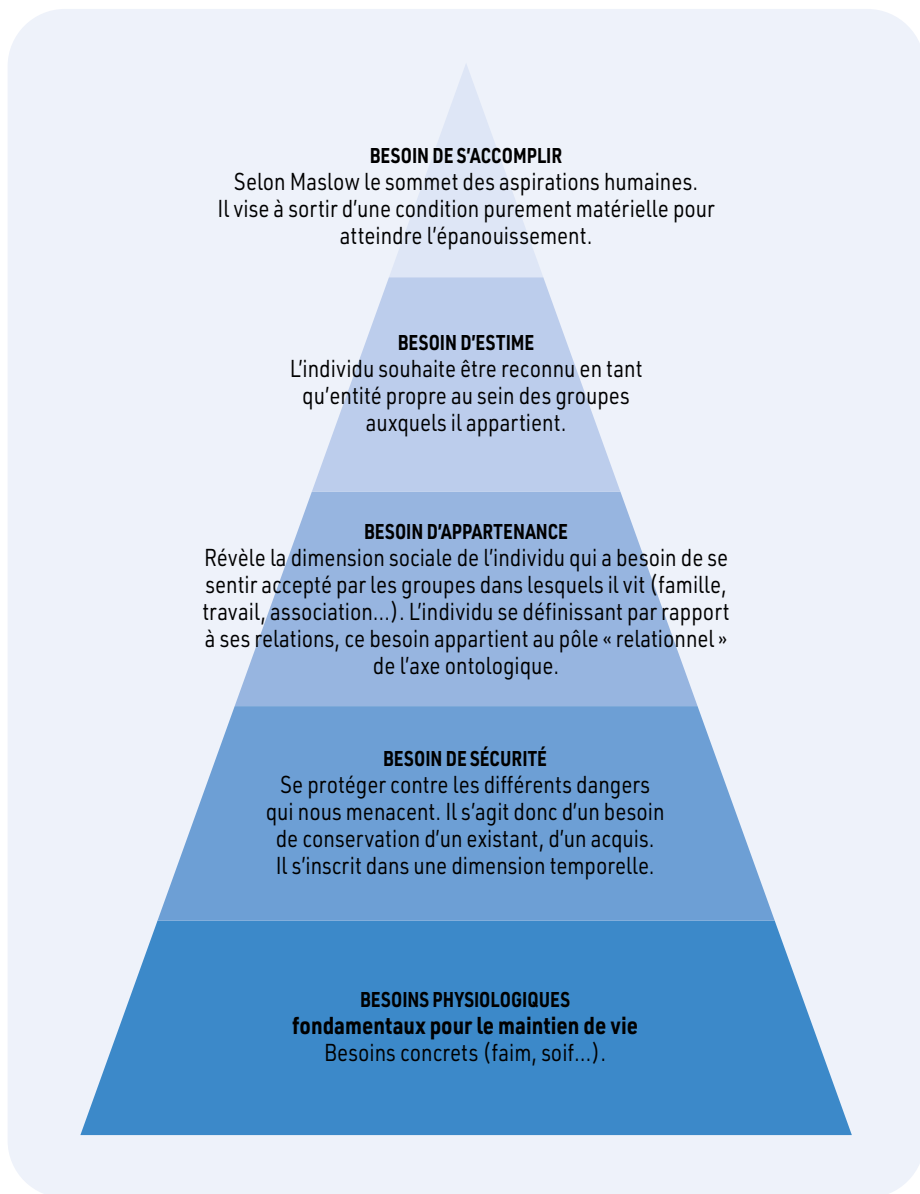 BESOIN DE S'ACCOMPLIR
Selon Maslow le sommet des aspirations humaines.
Il vise à sortir d'une condition purement matérielle pour
atteindre l'épanouissement.
BESOIN D'ESTIME
L'individu souhaite être reconnu en tant
qu'entité propre au sein des groupes
auxquels il appartient.
BESOIN D'APPARTENANCE
Révèle la dimension sociale de l'individu qui a besoin de se
sentir accepté par les groupes dans lesquels il vit (famille,
travail, association...). L'individu se définissant par rapport
à ses relations, ce besoin appartient au pôle « relationnel »
de l'axe ontologique.
BESOIN DE SÉCURITÉ
Se protéger contre les différents dangers
qui nous menacent. Il s'agit donc d'un besoin
de conservation d'un existant, d'un acquis.
Il s'inscrit dans une dimension temporelle.
BESOINS PHYSIOLOGIQUES
fondamentaux pour le maintien de vie
Besoins concrets (faim, soif...).